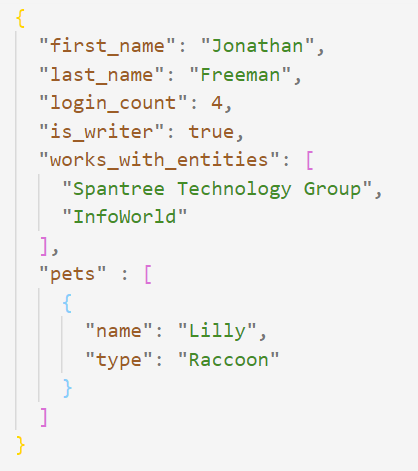 {
  "first_name": "Jonathan",
  "last_name": "Freeman",
  "login_count": 4,
  "is_writer": true,
  "works_with_entities": [
    "Spantree Technology Group",
    "InfoWorld"
  ],
  "pets" : [
    {
      "name": "Lilly",
      "type": "Raccoon"
    }
  ]
}